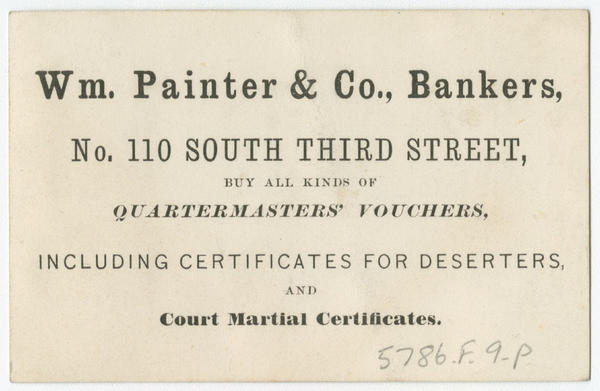 Wm. Painter & Co., Bankers,
No. 110 SOUTH THIRD STREET,
BUY ALL KINDS OF
QUARTERMASTERS' VOUCHERS,
INCLUDING CERTIFICATES FOR DESERTERS,
AND
Court Martial Certificates.
5786.F.9-P